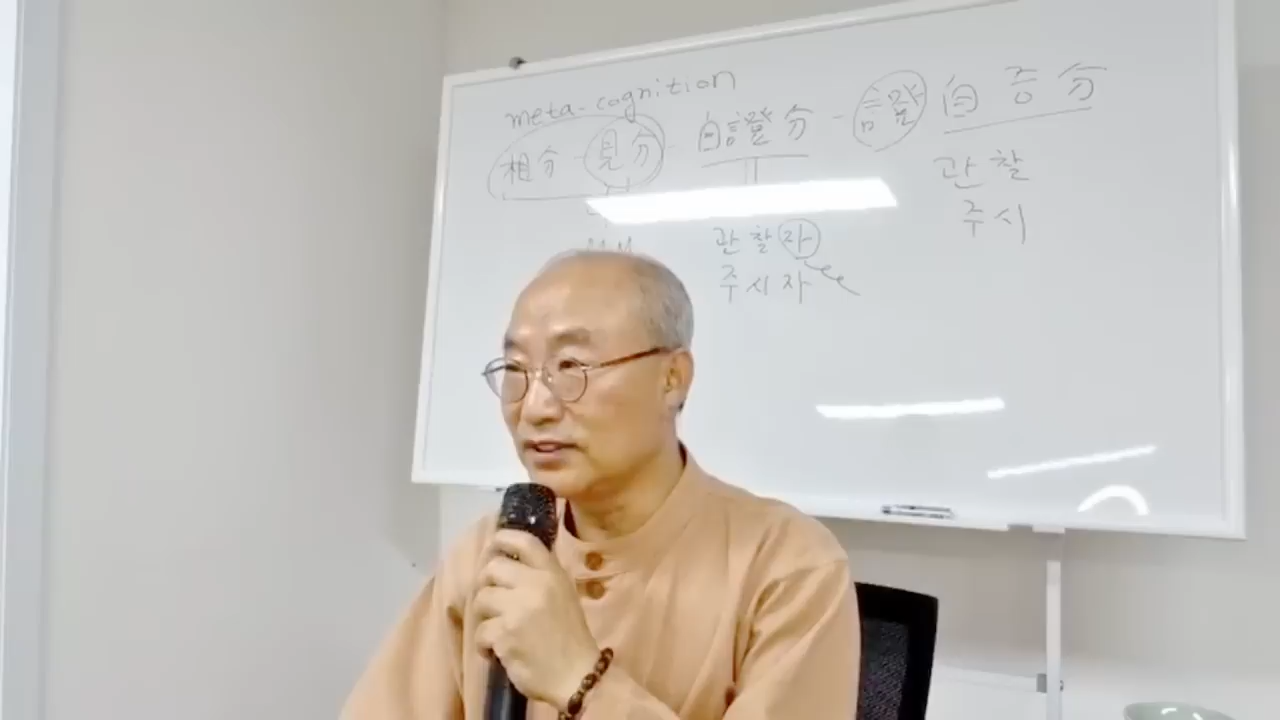 meta-cognition
相分 - 見分 - 自證分 - 證自증分
관찰자 관찰
주시자 주시